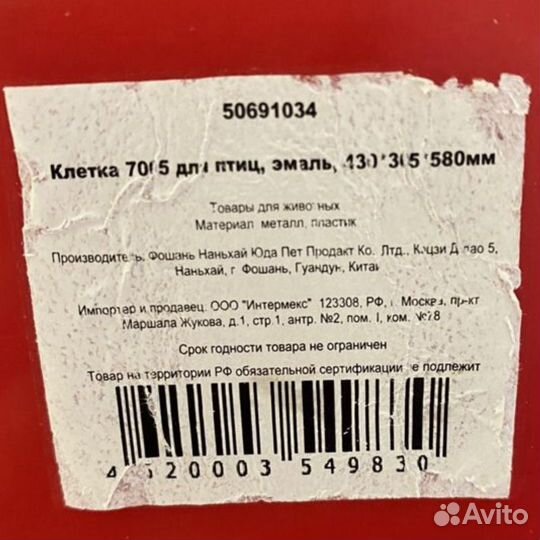 50691034
Клетка 7005 для птиц, эмаль, 430*305*580мм
Товары для животных
Материал металл, пластик
Производитель. Фошань Наньхай Юда Пет Продакт Ко. Лтд., 5,
Наньхай, г Фошань, Гуандун, Китай
Импортер и продавец. ООО "Интермекс" 123308, РФ, г Москва, пр-кт
Маршала Жукова, д.1, стр.1, антр. №2, пом. I, ком. №78
Срок годности товара не ограничен
Товар на территории РФ обязательной сертификации не подлежит
4 620003 549830
Avito